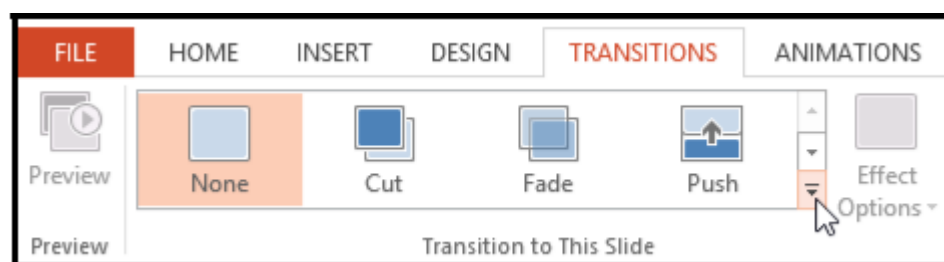 FILE HOME INSERT DESIGN TRANSITIONS ANIMATIONS
Preview None Cut Fade Push Effect
Options
Preview Transition to This Slide